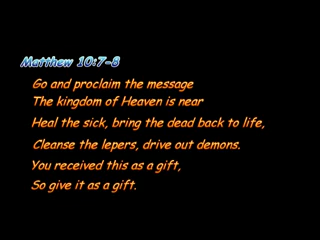 Matthew 10:7-8
Go and proclaim the message
The kingdom of Heaven is near
Heal the sick, bring the dead back to life,
Cleanse the lepers, drive out demons.
You received this as a gift,
So give it as a gift.